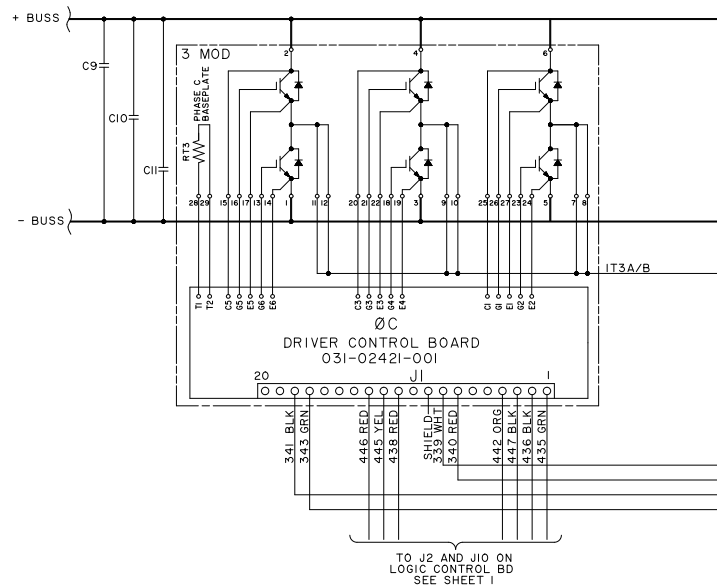 + BUSS
3 MOD
2
4
6
C9
C10
C11
PHASE C
BASEPLATE
RT3
- BUSS
28 29 15 16 17 13 14 1 11 12 20 21 22 18 19 3 9 10 25 26 27 23 24 5 7 8
1T3A/B
T1 T2 C5 G5 E5 G6 E6 C3 G3 E3 G4 E4 C1 G1 E1 G2 E2
ØC
DRIVER CONTROL BOARD
031-02421-001
20 J1 1
341 BLK
343 GRN
446 RED
445 YEL
438 RED
SHIELD
339 WHT
340 RED
442 ORG
447 BLK
436 BLK
435 GRN
TO J2 AND J10 ON
LOGIC CONTROL BD
SEE SHEET 1